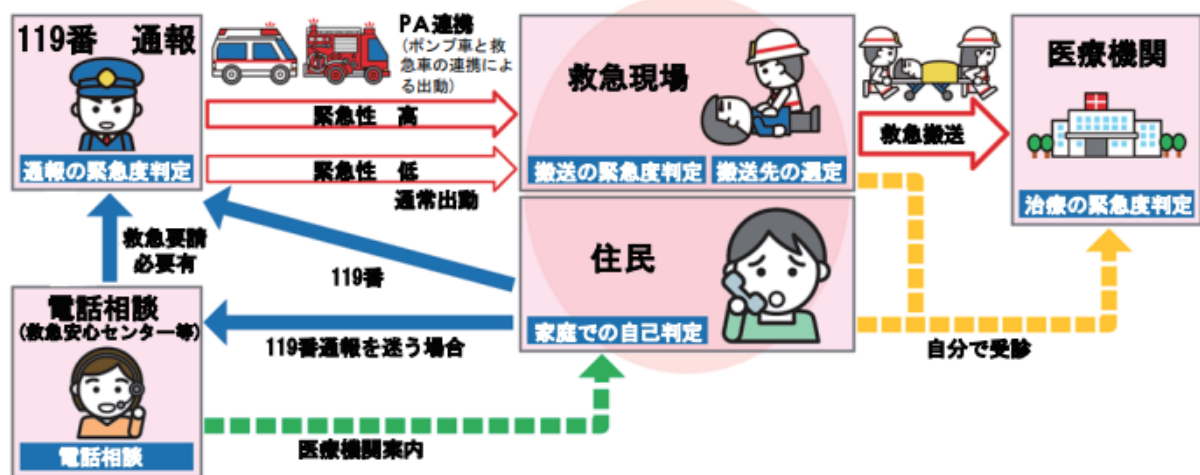 119番 通報
通報の緊急度判定
PA連携
(ポンプ車と救
急車の連携によ
る出動)
緊急性 高
緊急性 低
通常出動
救急現場
搬送の緊急度判定
搬送先の選定
救急搬送
医療機関
治療の緊急度判定
救急要請
必要有
119番
住民
家庭での自己判定
電話相談
(救急安心センター等)
電話相談
119番通報を迷う場合
自分で受診
医療機関案内